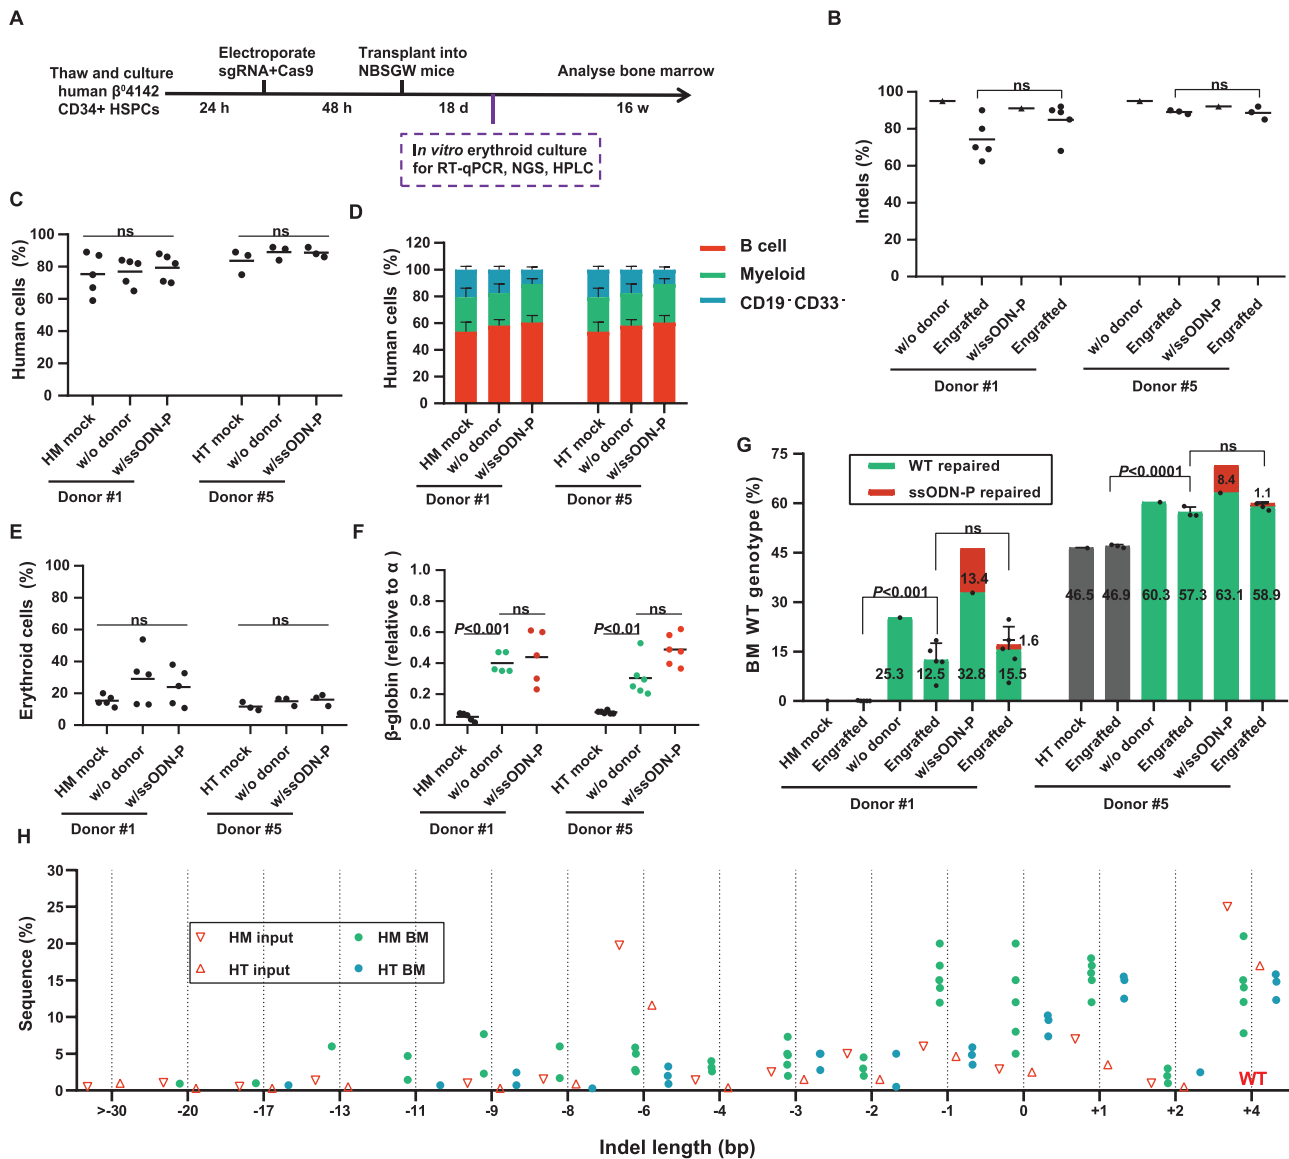 A
Thaw and culture
human β⁰4142
CD34+ HSPCs
Electroporate
sgRNA+Cas9
Transplant into
NBSGW mice
Analyse bone marrow
24 h
48 h
18 d
16 w
In vitro erythroid culture
for RT-qPCR, NGS, HPLC
B
Indels (%)
100
80
60
40
20
0
ns
ns
w/o donor
Engrafted
w/ssODN-P
Engrafted
w/o donor
Engrafted
w/ssODN-P
Engrafted
Donor #1
Donor #5
C
Human cells (%)
100
80
60
40
20
0
ns
ns
HM mock
w/o donor
w/ssODN-P
HT mock
w/o donor
w/ssODN-P
Donor #1
Donor #5
D
Human cells (%)
120
100
80
60
40
20
0
B cell
Myeloid
CD19⁻CD33⁻
HM mock
w/o donor
w/ssODN-P
HT mock
w/o donor
w/ssODN-P
Donor #1
Donor #5
E
Erythroid cells (%)
100
80
60
40
20
0
ns
ns
HM mock
w/o donor
w/ssODN-P
HT mock
w/o donor
w/ssODN-P
Donor #1
Donor #5
F
β-globin (relative to α)
1.0
0.8
0.6
0.4
0.2
0.0
P<0.001
ns
P<0.01
ns
HM mock
w/o donor
w/ssODN-P
HT mock
w/o donor
w/ssODN-P
Donor #1
Donor #5
G
BM WT genotype (%)
75
60
45
30
15
0
WT repaired
ssODN-P repaired
P<0.001
ns
P<0.0001
ns
25.3
12.5
13.4
32.8
1.6
15.5
46.5
46.9
60.3
57.3
8.4
63.1
1.1
58.9
HM mock
Engrafted
w/o donor
Engrafted
w/ssODN-P
Engrafted
HT mock
Engrafted
w/o donor
Engrafted
w/ssODN-P
Engrafted
Donor #1
Donor #5
H
Sequence (%)
30
25
20
15
10
5
0
HM input
HM BM
HT input
HT BM
WT
>-30
-20
-17
-13
-11
-9
-8
-6
-4
-3
-2
-1
0
+1
+2
+4
Indel length (bp)